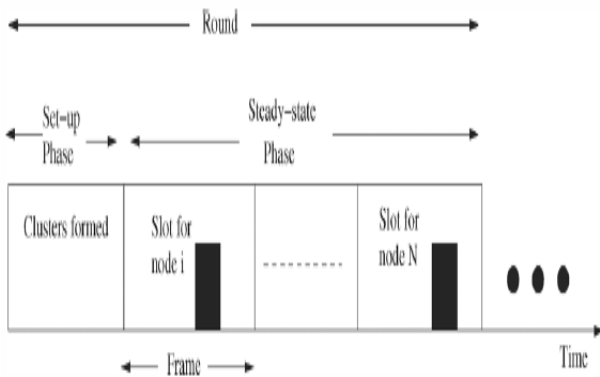 Round
Set-up
Phase
Steady-state
Phase
Clusters formed
Slot for
node i
Slot for
node N
Frame
Time